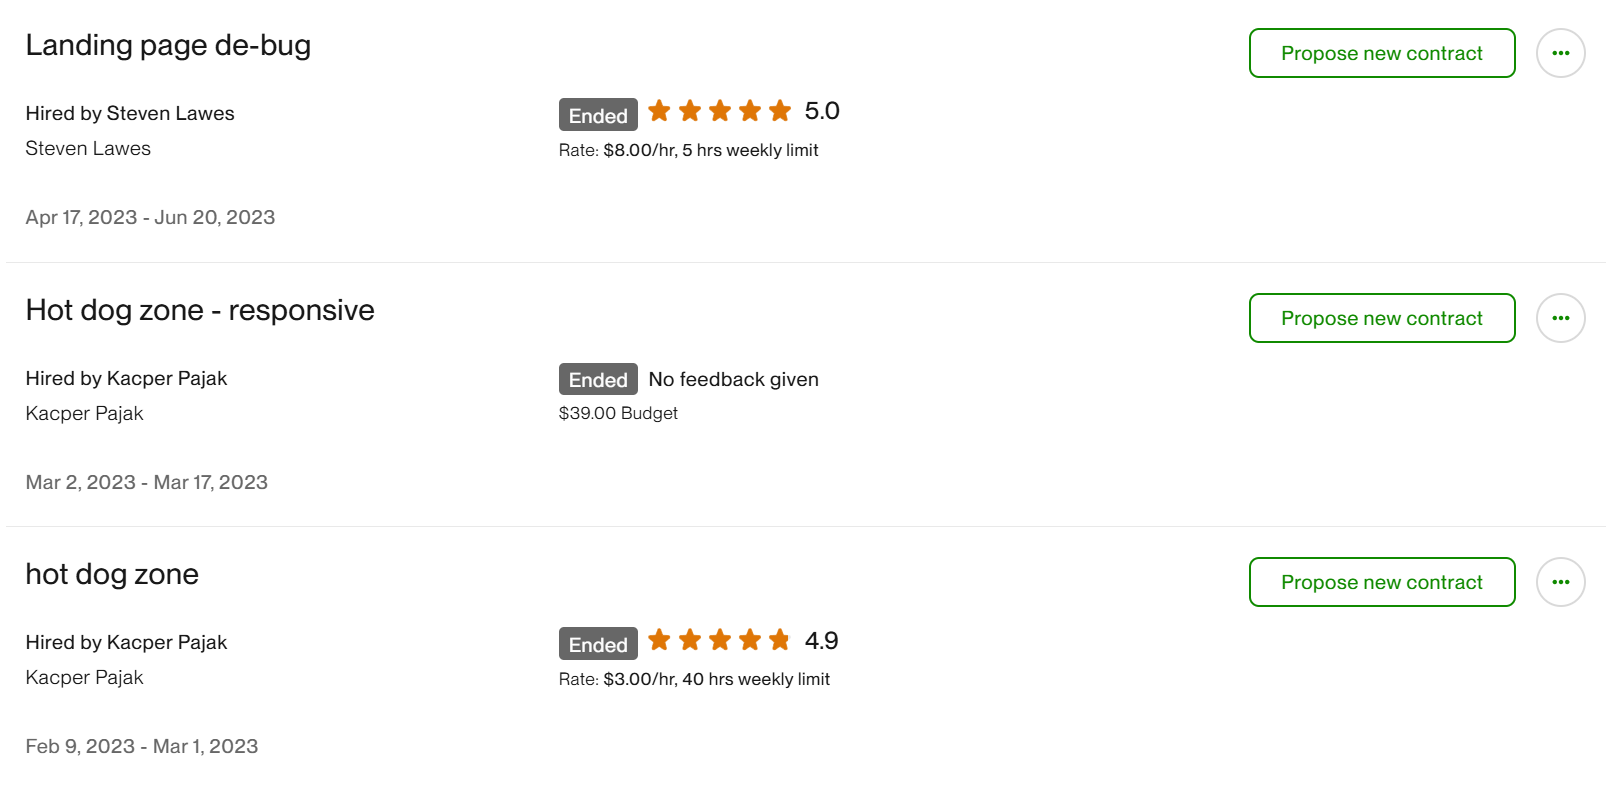 Landing page de-bug
Propose new contract
Hired by Steven Lawes
Steven Lawes
Ended 5.0
Rate: $8.00/hr, 5 hrs weekly limit
Apr 17, 2023 - Jun 20, 2023
Hot dog zone - responsive
Propose new contract
Hired by Kacper Pajak
Kacper Pajak
Ended No feedback given
$39.00 Budget
Mar 2, 2023 - Mar 17, 2023
hot dog zone
Propose new contract
Hired by Kacper Pajak
Kacper Pajak
Ended 4.9
Rate: $3.00/hr, 40 hrs weekly limit
Feb 9, 2023 - Mar 1, 2023